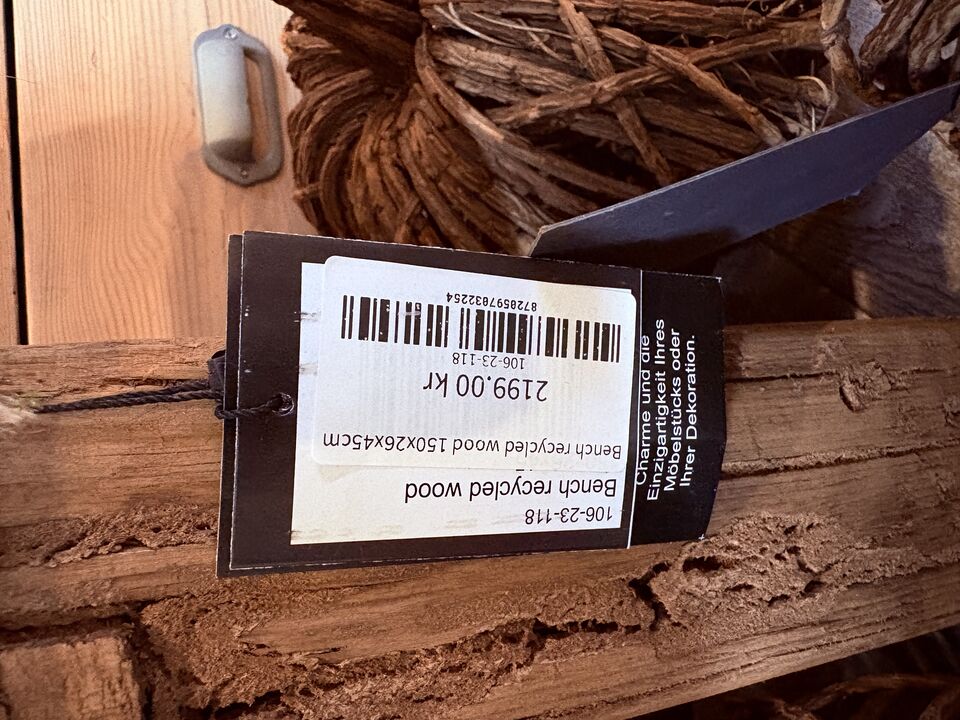 106-23-118
Bench recycled wood
Bench recycled wood 150x26x45cm
2199.00 kr
106-23-118
8720597032254
Charme und die
Einzigartigkeit Ihres
Möbelstücks oder
Ihrer Dekoration.